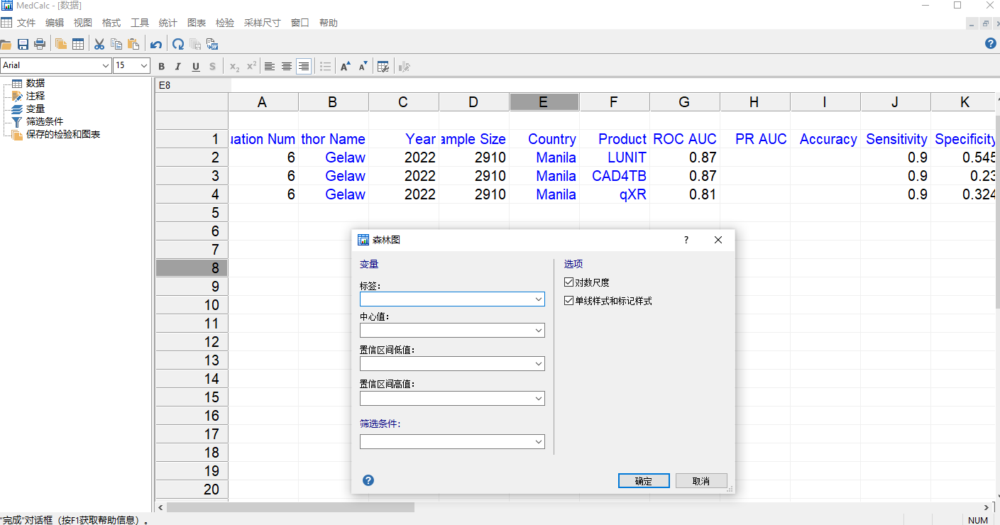 MedCalc - [数据]
文件 编辑 视图 格式 工具 统计 图表 检验 采样尺寸 窗口 帮助
Arial 15 B I U S x₂ x² A A
数据
注释
变量
筛选条件
保存的检验和图表
E8
A B C D E F G H I J K
1 uation Num thor Name Year ample Size Country Product ROC AUC PR AUC Accuracy Sensitivity Specificity
2 6 Gelaw 2022 2910 Manila LUNIT 0.87 0.9 0.545
3 6 Gelaw 2022 2910 Manila CAD4TB 0.87 0.9 0.23
4 6 Gelaw 2022 2910 Manila qXR 0.81 0.9 0.324
5
6
7
8
9
10
11
12
13
14
15
16
17
18
19
20
森林图 ?
变量
标签:
中心值:
置信区间低值:
置信区间高值:
筛选条件:
选项
对数尺度
单线样式和标记样式
确定 取消
"完成"对话框（按F1获取帮助信息）。 NUM